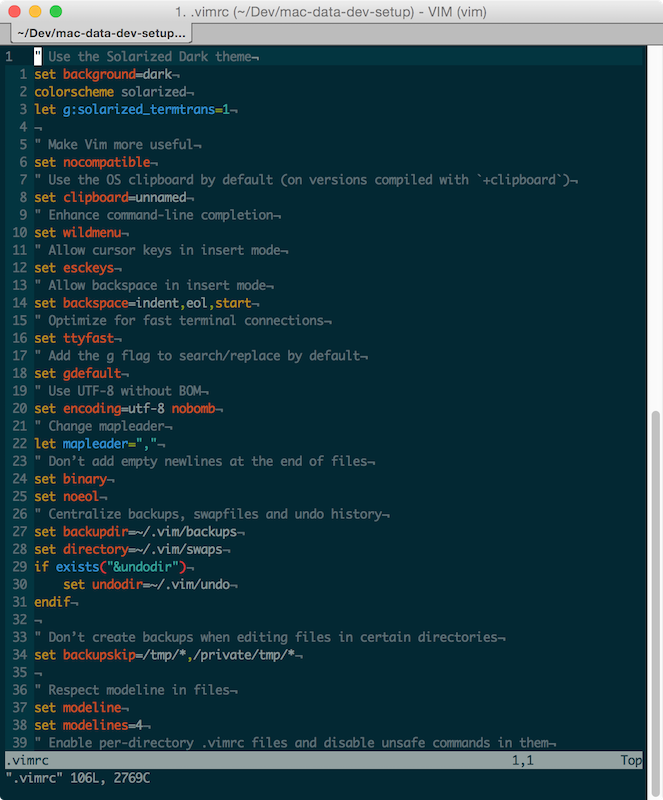 1. .vimrc (~/Dev/mac-data-dev-setup) - VIM (vim)
~/Dev/mac-data-dev-setup...
1 " Use the Solarized Dark theme¬
1 set background=dark¬
2 colorscheme solarized¬
3 let g:solarized_termtrans=1¬
4 ¬
5 " Make Vim more useful¬
6 set nocompatible¬
7 " Use the OS clipboard by default (on versions compiled with `+clipboard`)¬
8 set clipboard=unnamed¬
9 " Enhance command-line completion¬
10 set wildmenu¬
11 " Allow cursor keys in insert mode¬
12 set esckeys¬
13 " Allow backspace in insert mode¬
14 set backspace=indent,eol,start¬
15 " Optimize for fast terminal connections¬
16 set ttyfast¬
17 " Add the g flag to search/replace by default¬
18 set gdefault¬
19 " Use UTF-8 without BOM¬
20 set encoding=utf-8 nobomb¬
21 " Change mapleader¬
22 let mapleader=","¬
23 " Don’t add empty newlines at the end of files¬
24 set binary¬
25 set noeol¬
26 " Centralize backups, swapfiles and undo history¬
27 set backupdir=~/.vim/backups¬
28 set directory=~/.vim/swaps¬
29 if exists("&undodir")¬
30     set undodir=~/.vim/undo¬
31 endif¬
32 ¬
33 " Don’t create backups when editing files in certain directories¬
34 set backupskip=/tmp/*,/private/tmp/*¬
35 ¬
36 " Respect modeline in files¬
37 set modeline¬
38 set modelines=4¬
39 " Enable per-directory .vimrc files and disable unsafe commands in them¬
.vimrc 1,1 Top
".vimrc" 106L, 2769C